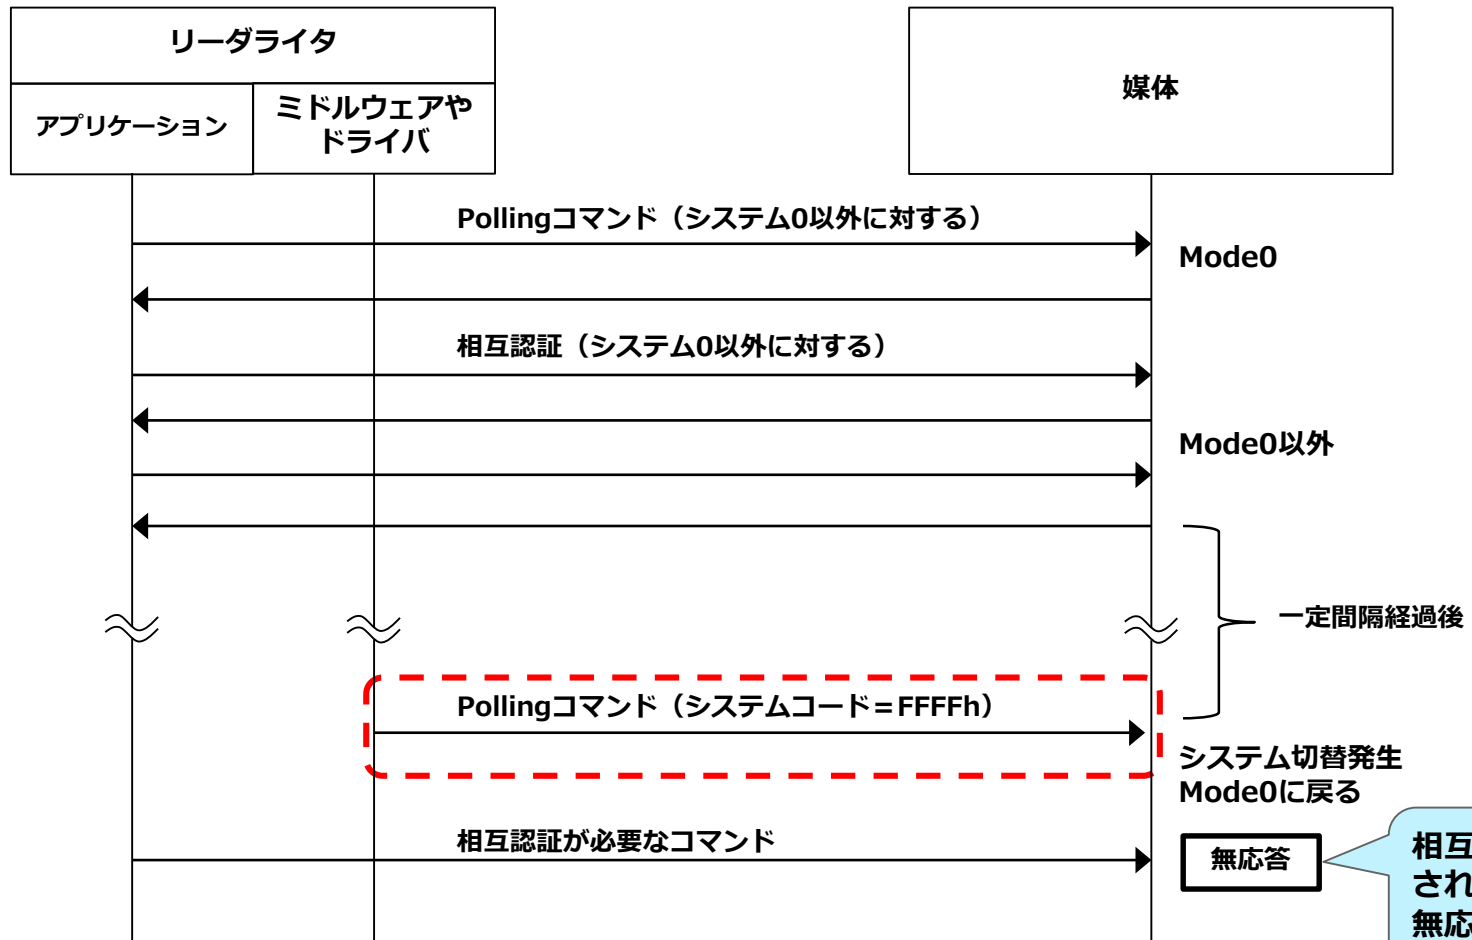 リーダライタ
アプリケーション
ミドルウェアや
ドライバ
媒体
Pollingコマンド（システム0以外に対する）
Mode0
相互認証（システム0以外に対する）
Mode0以外
一定間隔経過後
Pollingコマンド（システムコード＝FFFFh）
システム切替発生
Mode0に戻る
相互認証が必要なコマンド
無応答
相互
され
無応